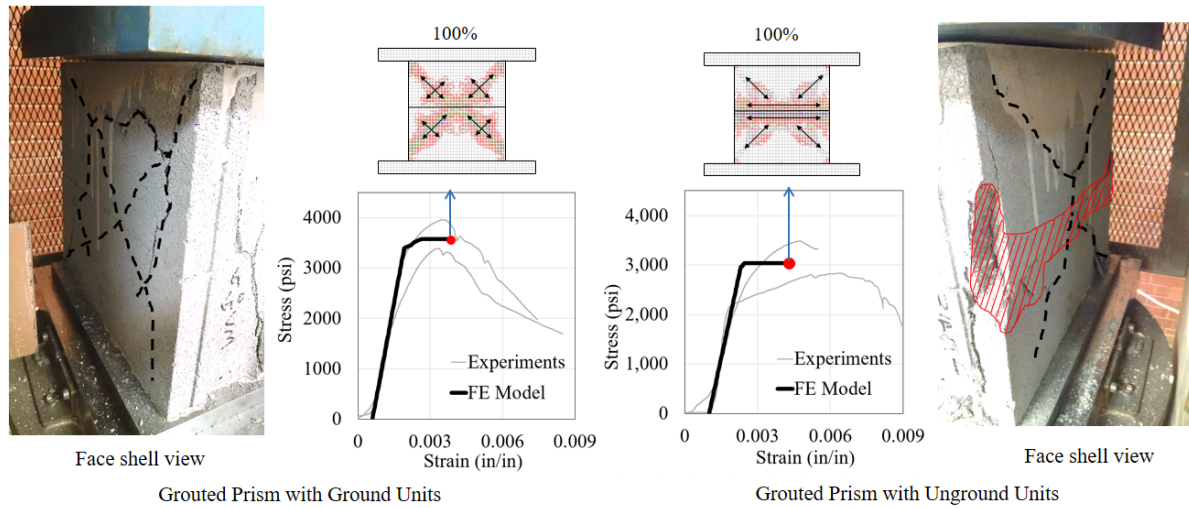 100%
100%
4000
3000
2000
1000
0
Stress (psi)
Experiments
FE Model
0
0.003
0.006
0.009
Strain (in/in)
4,000
3,000
2,000
1,000
0
Stress (psi)
Experiments
FE Model
0
0.003
0.006
0.009
Strain (in/in)
Face shell view
Face shell view
Grouted Prism with Ground Units
Grouted Prism with Unground Units